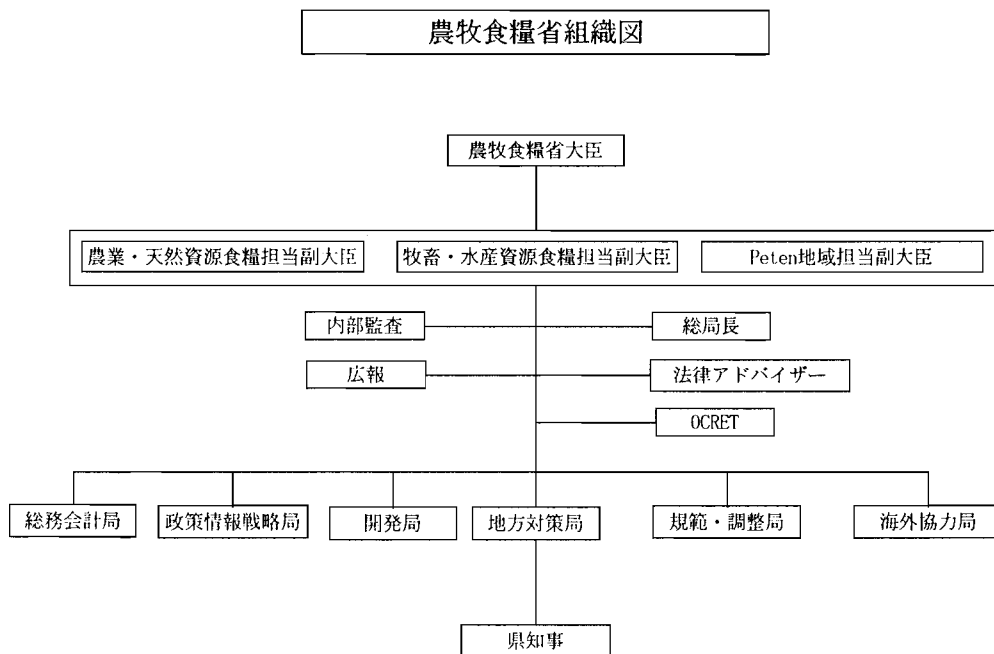 農牧食糧省組織図
農牧食糧省大臣
農業・天然資源食糧担当副大臣
牧畜・水産資源食糧担当副大臣
Peten地域担当副大臣
内部監査
総局長
広報
法律アドバイザー
OCRET
総務会計局
政策情報戦略局
開発局
地方対策局
規範・調整局
海外協力局
県知事